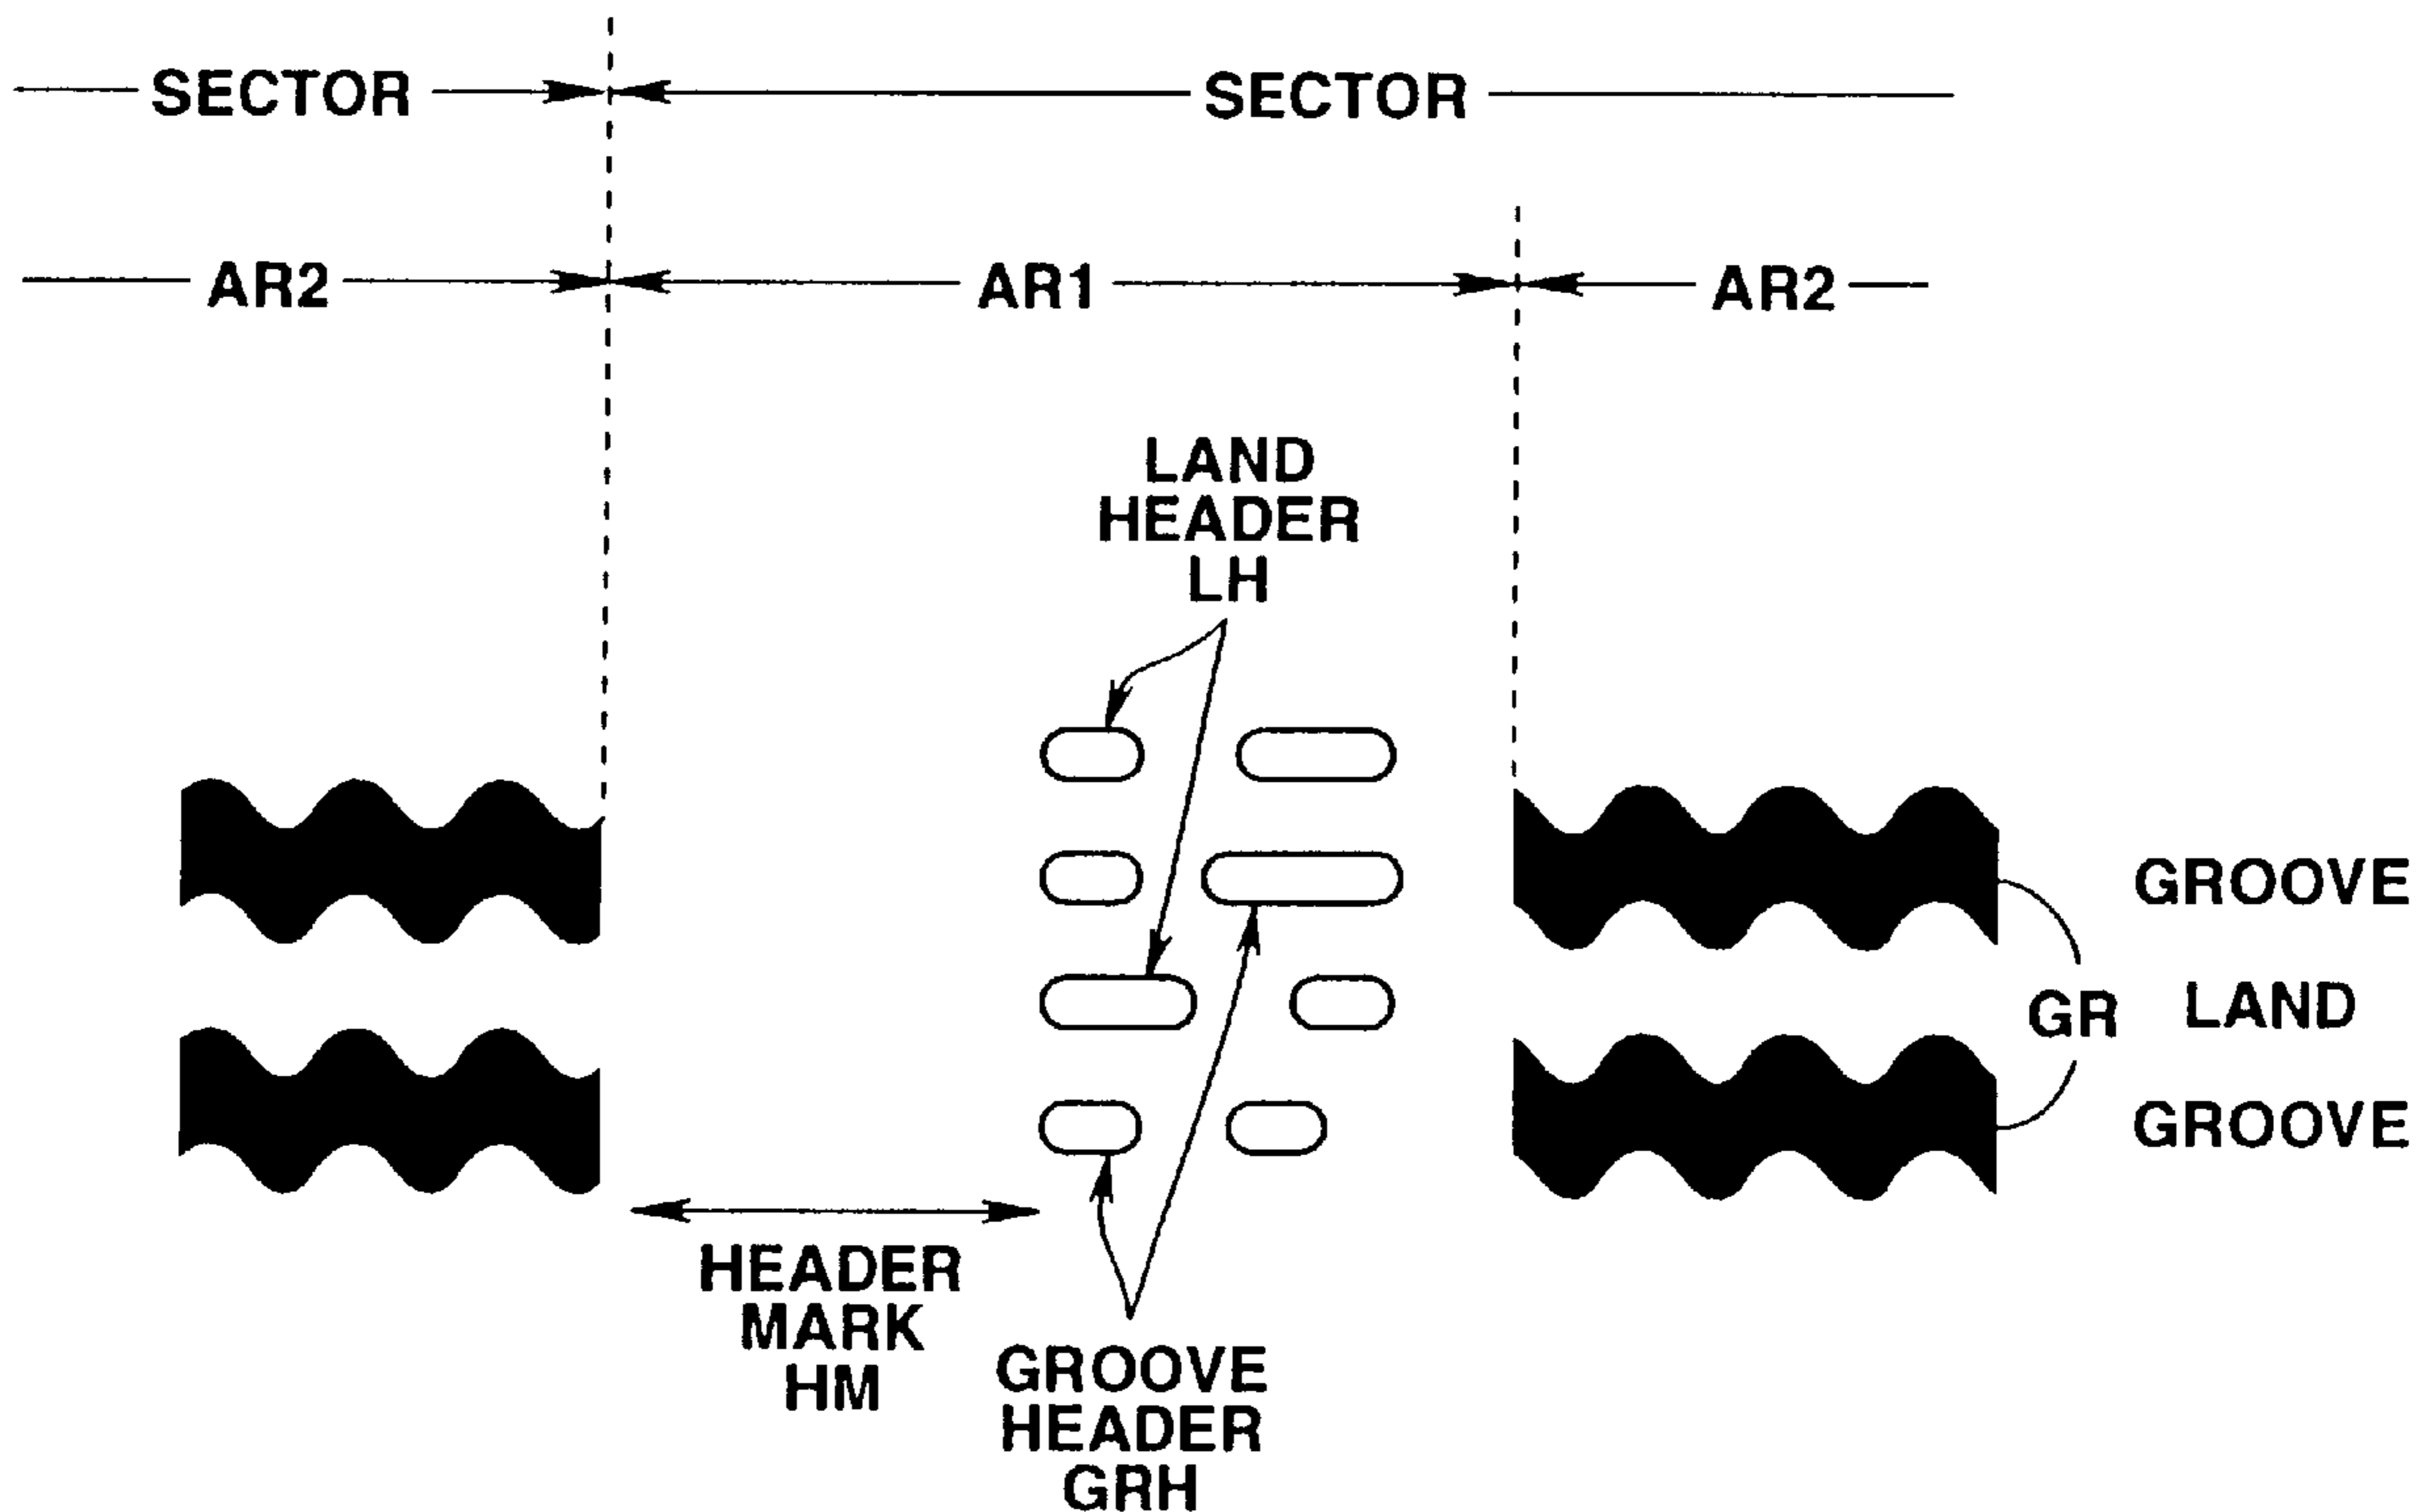 SECTOR SECTOR
AR2 AR1 AR2
LAND
HEADER
LH
GROOVE
GR LAND
GROOVE
HEADER
MARK
HM
GROOVE
HEADER
GRH